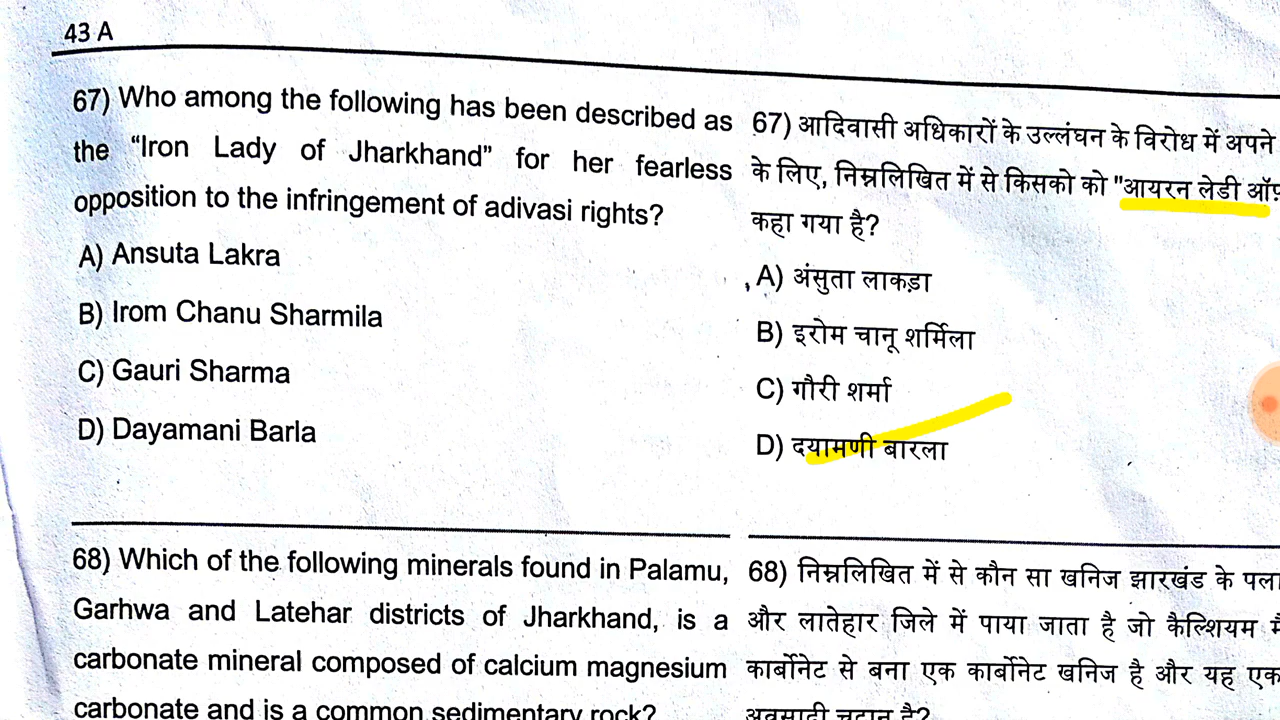 43 A
67) Who among the following has been described as
the “Iron Lady of Jharkhand” for her fearless
opposition to the infringement of adivasi rights?
A) Ansuta Lakra
B) Irom Chanu Sharmila
C) Gauri Sharma
D) Dayamani Barla
68) Which of the following minerals found in Palamu,
Garhwa and Latehar districts of Jharkhand, is a
carbonate mineral composed of calcium magnesium
carbonate and is a common sedimentary rock?
67) आदिवासी अधिकारों के उल्लंघन के विरोध में अपने
के लिए, निम्नलिखित में से किसको को "आयरन लेडी ऑफ़
कहा गया है?
A) अंसुता लाकड़ा
B) इरोम चानू शर्मिला
C) गौरी शर्मा
D) दयामणी बारला
68) निम्नलिखित में से कौन सा खनिज झारखंड के पला
और लातेहार जिले में पाया जाता है जो कैल्शियम
कार्बोनेट से बना एक कार्बोनेट खनिज है और यह एक
अवसादी चट्टान है?